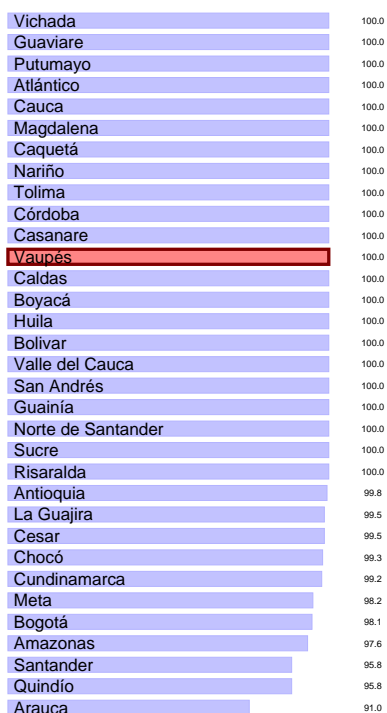 Vichada 100.0
Guaviare 100.0
Putumayo 100.0
Atlántico 100.0
Cauca 100.0
Magdalena 100.0
Caquetá 100.0
Nariño 100.0
Tolima 100.0
Córdoba 100.0
Casanare 100.0
Vaupés 100.0
Caldas 100.0
Boyacá 100.0
Huila 100.0
Bolivar 100.0
Valle del Cauca 100.0
San Andrés 100.0
Guainía 100.0
Norte de Santander 100.0
Sucre 100.0
Risaralda 100.0
Antioquia 99.8
La Guajira 99.5
Cesar 99.5
Chocó 99.3
Cundinamarca 99.2
Meta 98.2
Bogotá 98.1
Amazonas 97.6
Santander 95.8
Quindío 95.8
Arauca 91.0